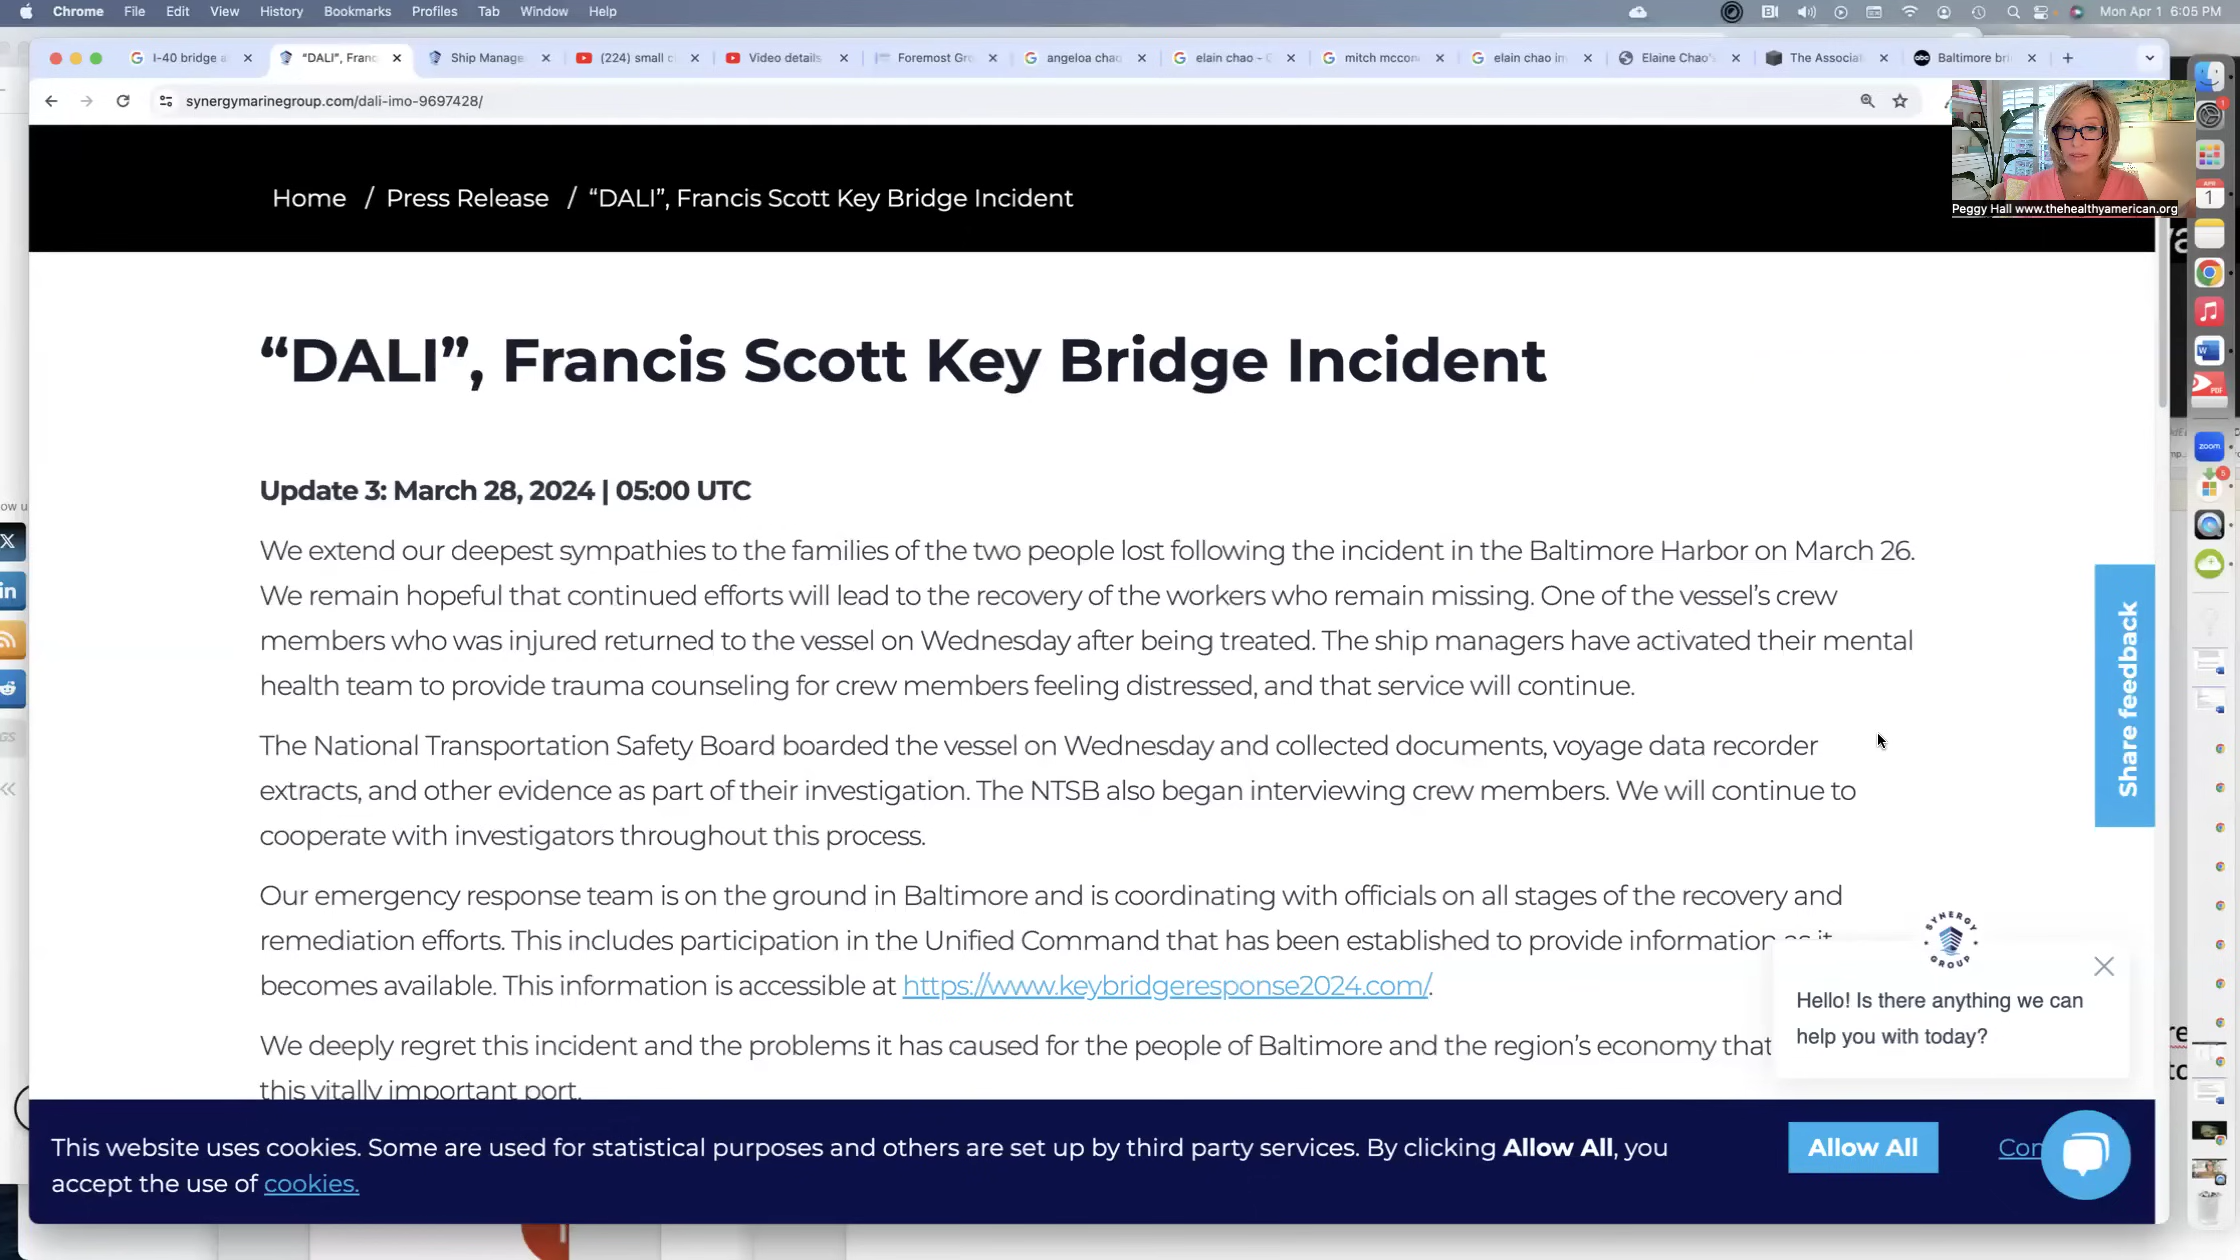 Chrome File Edit View History Bookmarks Profiles Tab Window Help
Mon Apr 1 6:05 PM
I-40 bridge a
"DALI", Franc
Ship Manage
(224) small c
Video details
Foremost Gro
angeloa chao
elain chao - G
mitch mccon
elain chao in
Elaine Chao's
The Associat
Baltimore bri
synergymarinegroup.com/dali-imo-9697428/
Peggy Hall www.thehealthyamerican.org
Home / Press Release / “DALI”, Francis Scott Key Bridge Incident
“DALI”, Francis Scott Key Bridge Incident
Update 3: March 28, 2024 | 05:00 UTC
We extend our deepest sympathies to the families of the two people lost following the incident in the Baltimore Harbor on March 26.
We remain hopeful that continued efforts will lead to the recovery of the workers who remain missing. One of the vessel’s crew
members who was injured returned to the vessel on Wednesday after being treated. The ship managers have activated their mental
health team to provide trauma counseling for crew members feeling distressed, and that service will continue.
The National Transportation Safety Board boarded the vessel on Wednesday and collected documents, voyage data recorder
extracts, and other evidence as part of their investigation. The NTSB also began interviewing crew members. We will continue to
cooperate with investigators throughout this process.
Our emergency response team is on the ground in Baltimore and is coordinating with officials on all stages of the recovery and
remediation efforts. This includes participation in the Unified Command that has been established to provide information as it
becomes available. This information is accessible at https://www.keybridgeresponse2024.com/.
We deeply regret this incident and the problems it has caused for the people of Baltimore and the region’s economy that
this vitally important port.
Share feedback
SYNERGY GROUP
Hello! Is there anything we can
help you with today?
This website uses cookies. Some are used for statistical purposes and others are set up by third party services. By clicking Allow All, you
accept the use of cookies.
Allow All
Con
zoom